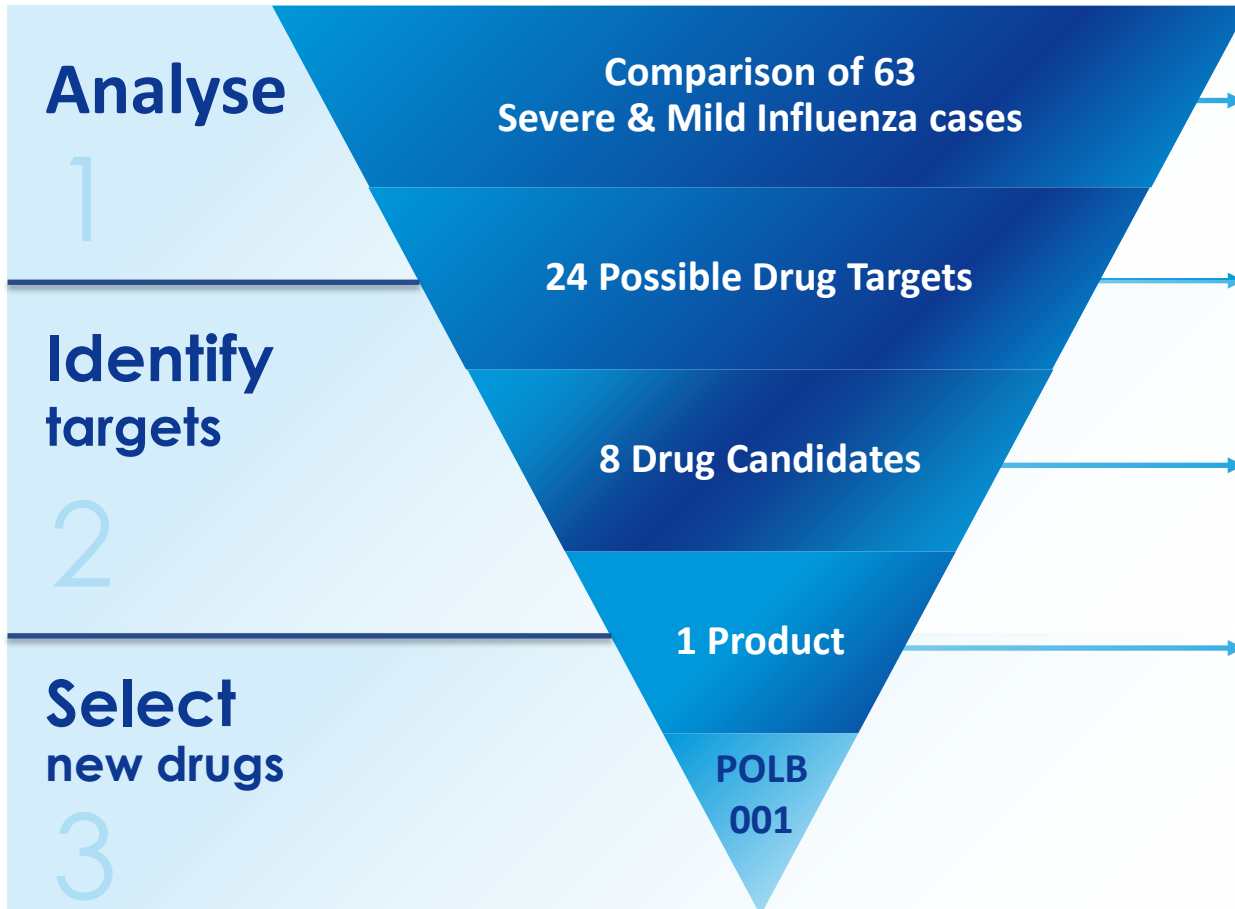 Analyse
1
Comparison of 63
Severe & Mild Influenza cases
24 Possible Drug Targets
Identify
targets
2
8 Drug Candidates
1 Product
Select
new drugs
3
POLB
001